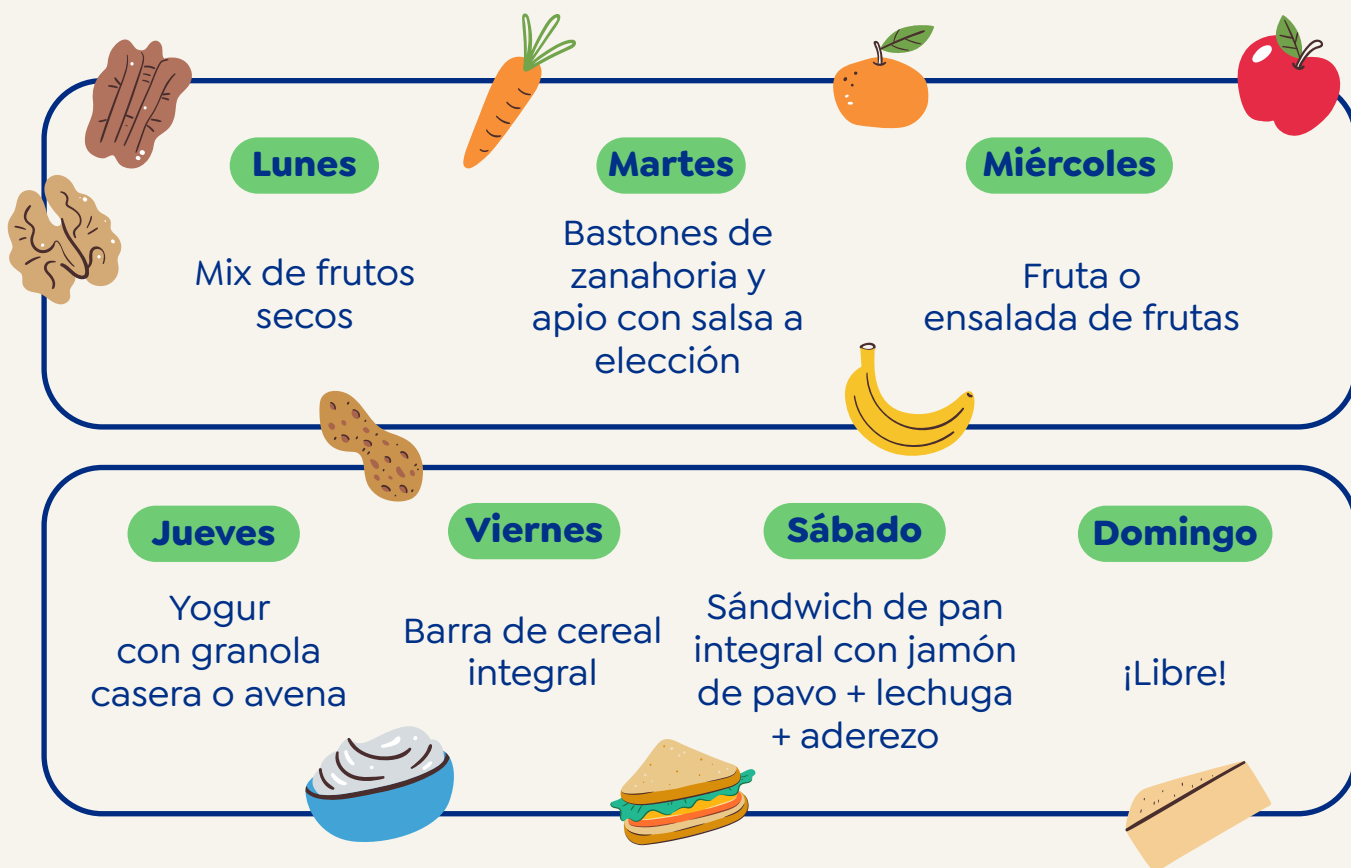 Lunes
Mix de frutos
secos
Martes
Bastones de
zanahoria y
apio con salsa a
elección
Miércoles
Fruta o
ensalada de frutas
Jueves
Yogur
con granola
casera o avena
Viernes
Barra de cereal
integral
Sábado
Sándwich de pan
integral con jamón
de pavo + lechuga
+ aderezo
Domingo
¡Libre!